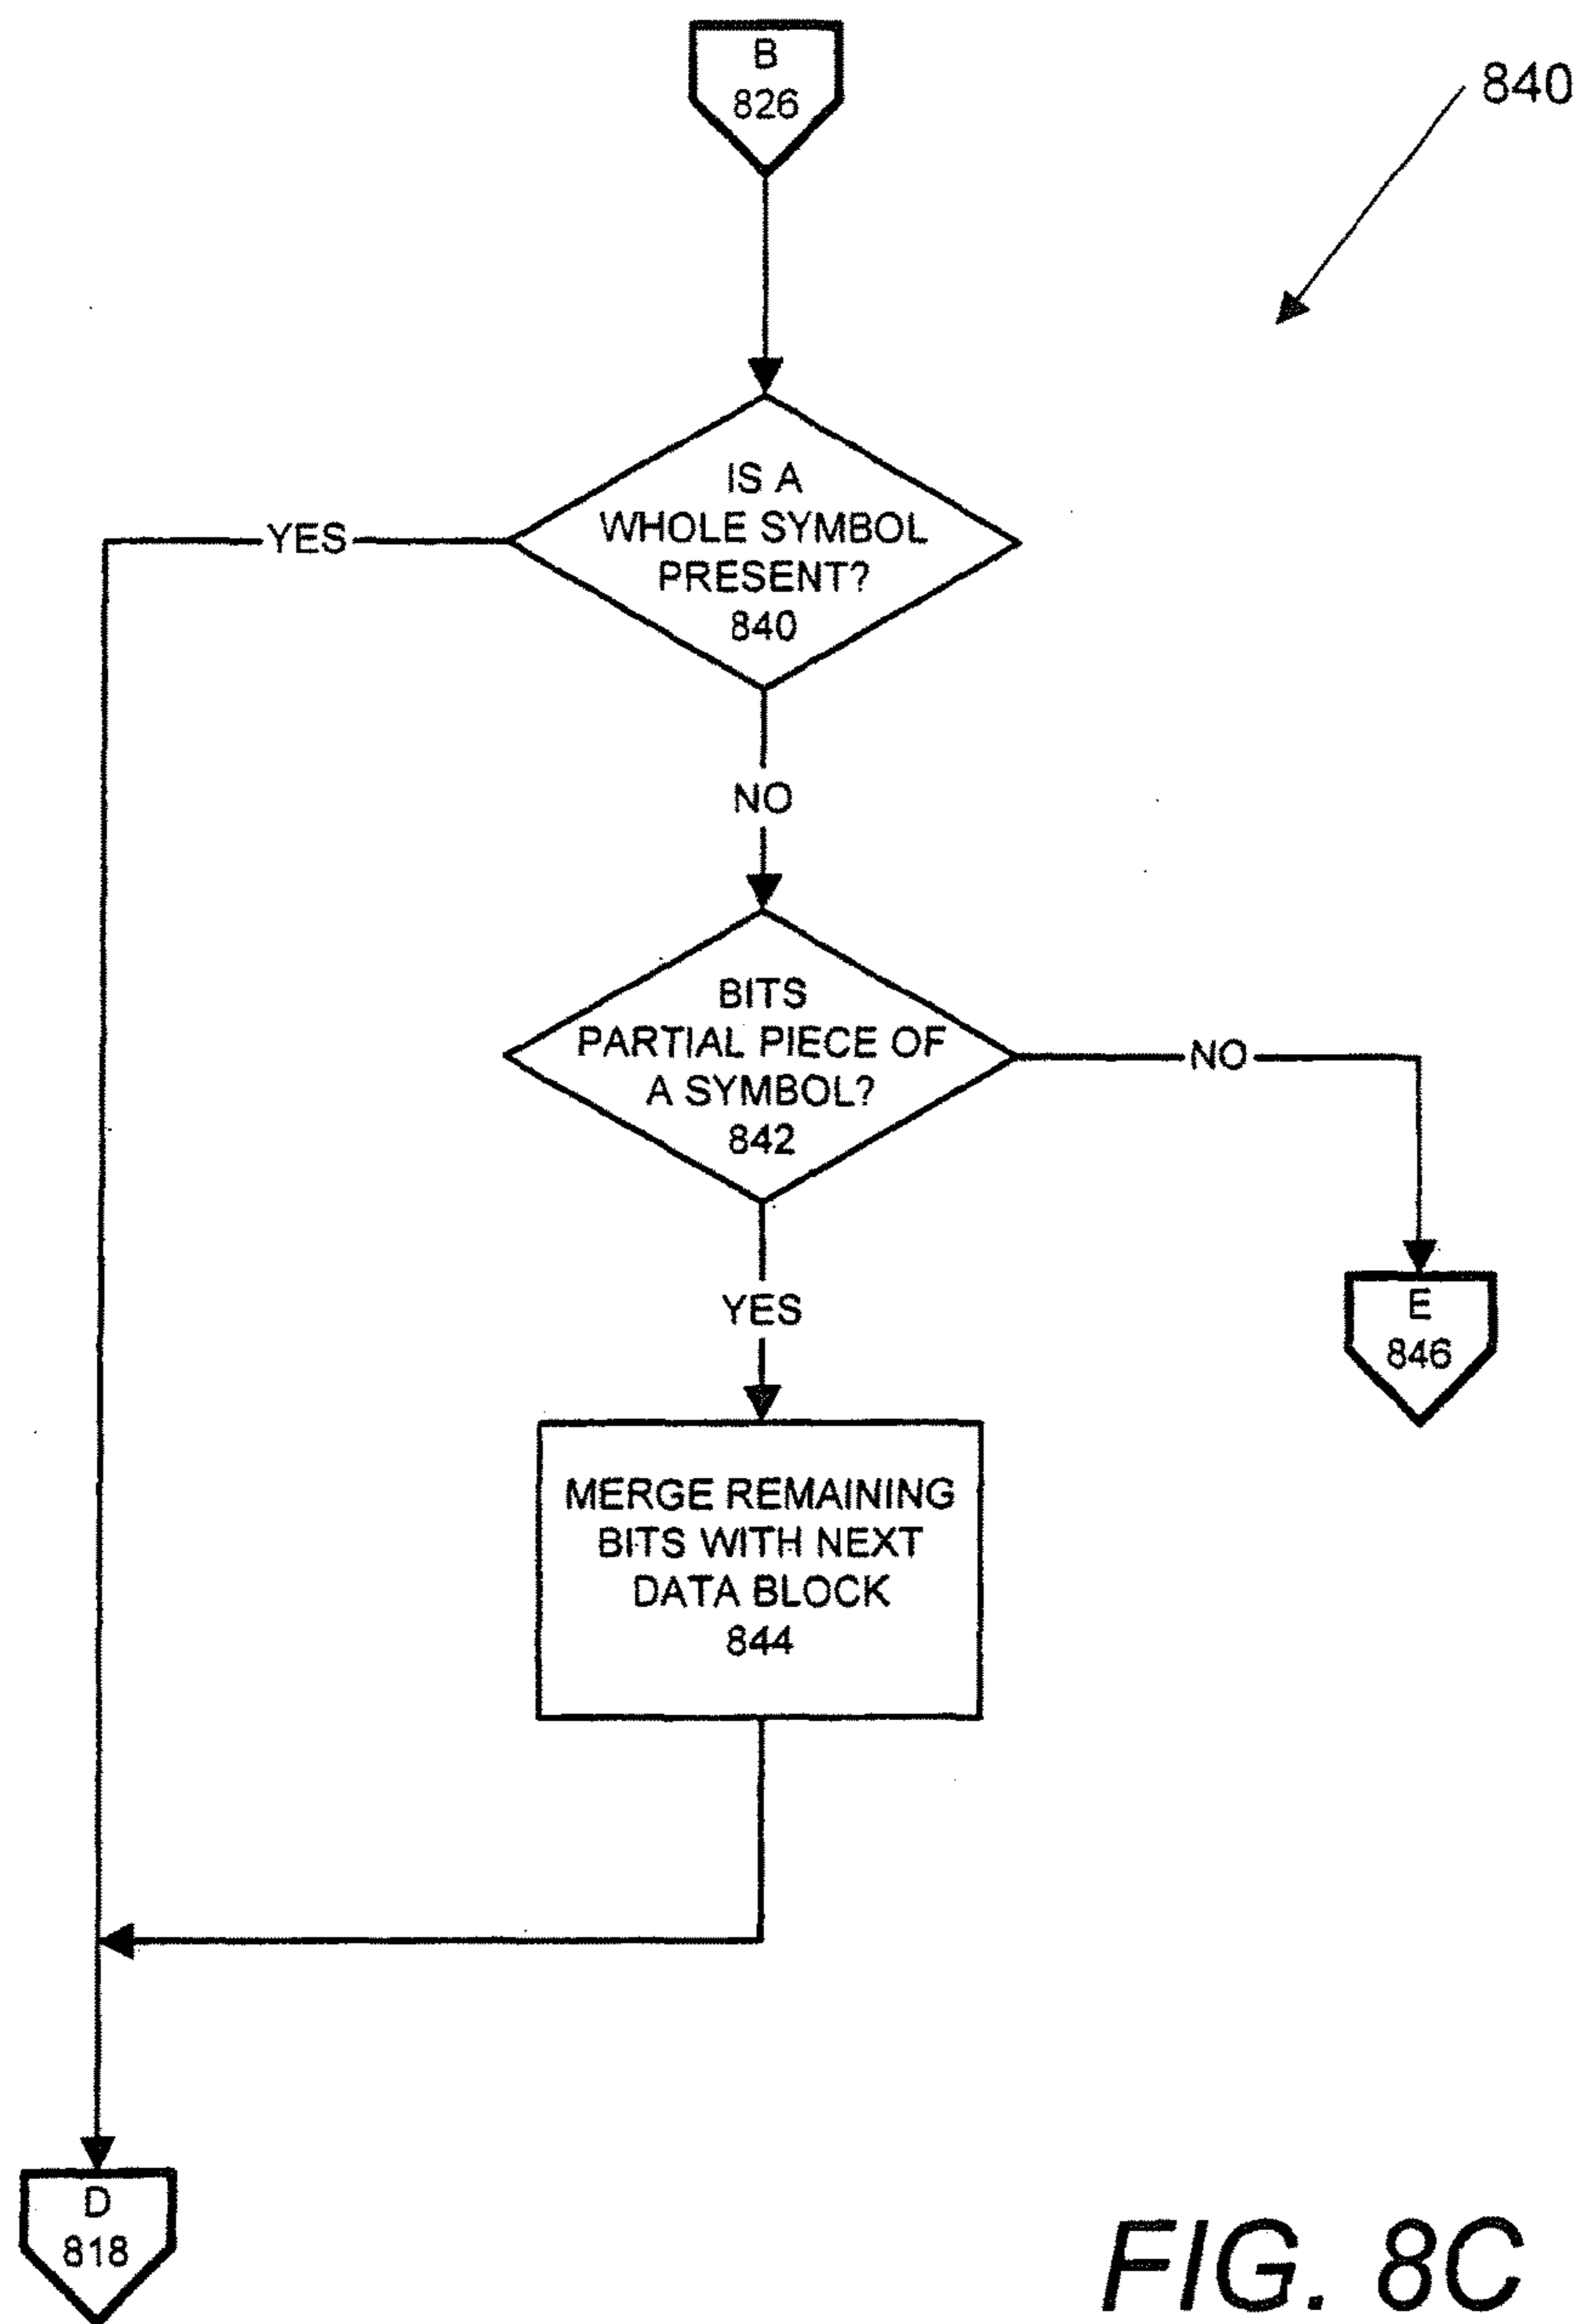 B
826
840
IS A
WHOLE SYMBOL
PRESENT?
840
YES
NO
BITS
PARTIAL PIECE OF
A SYMBOL?
842
NO
YES
E
846
MERGE REMAINING
BITS WITH NEXT
DATA BLOCK
844
D
818
FIG. 8C